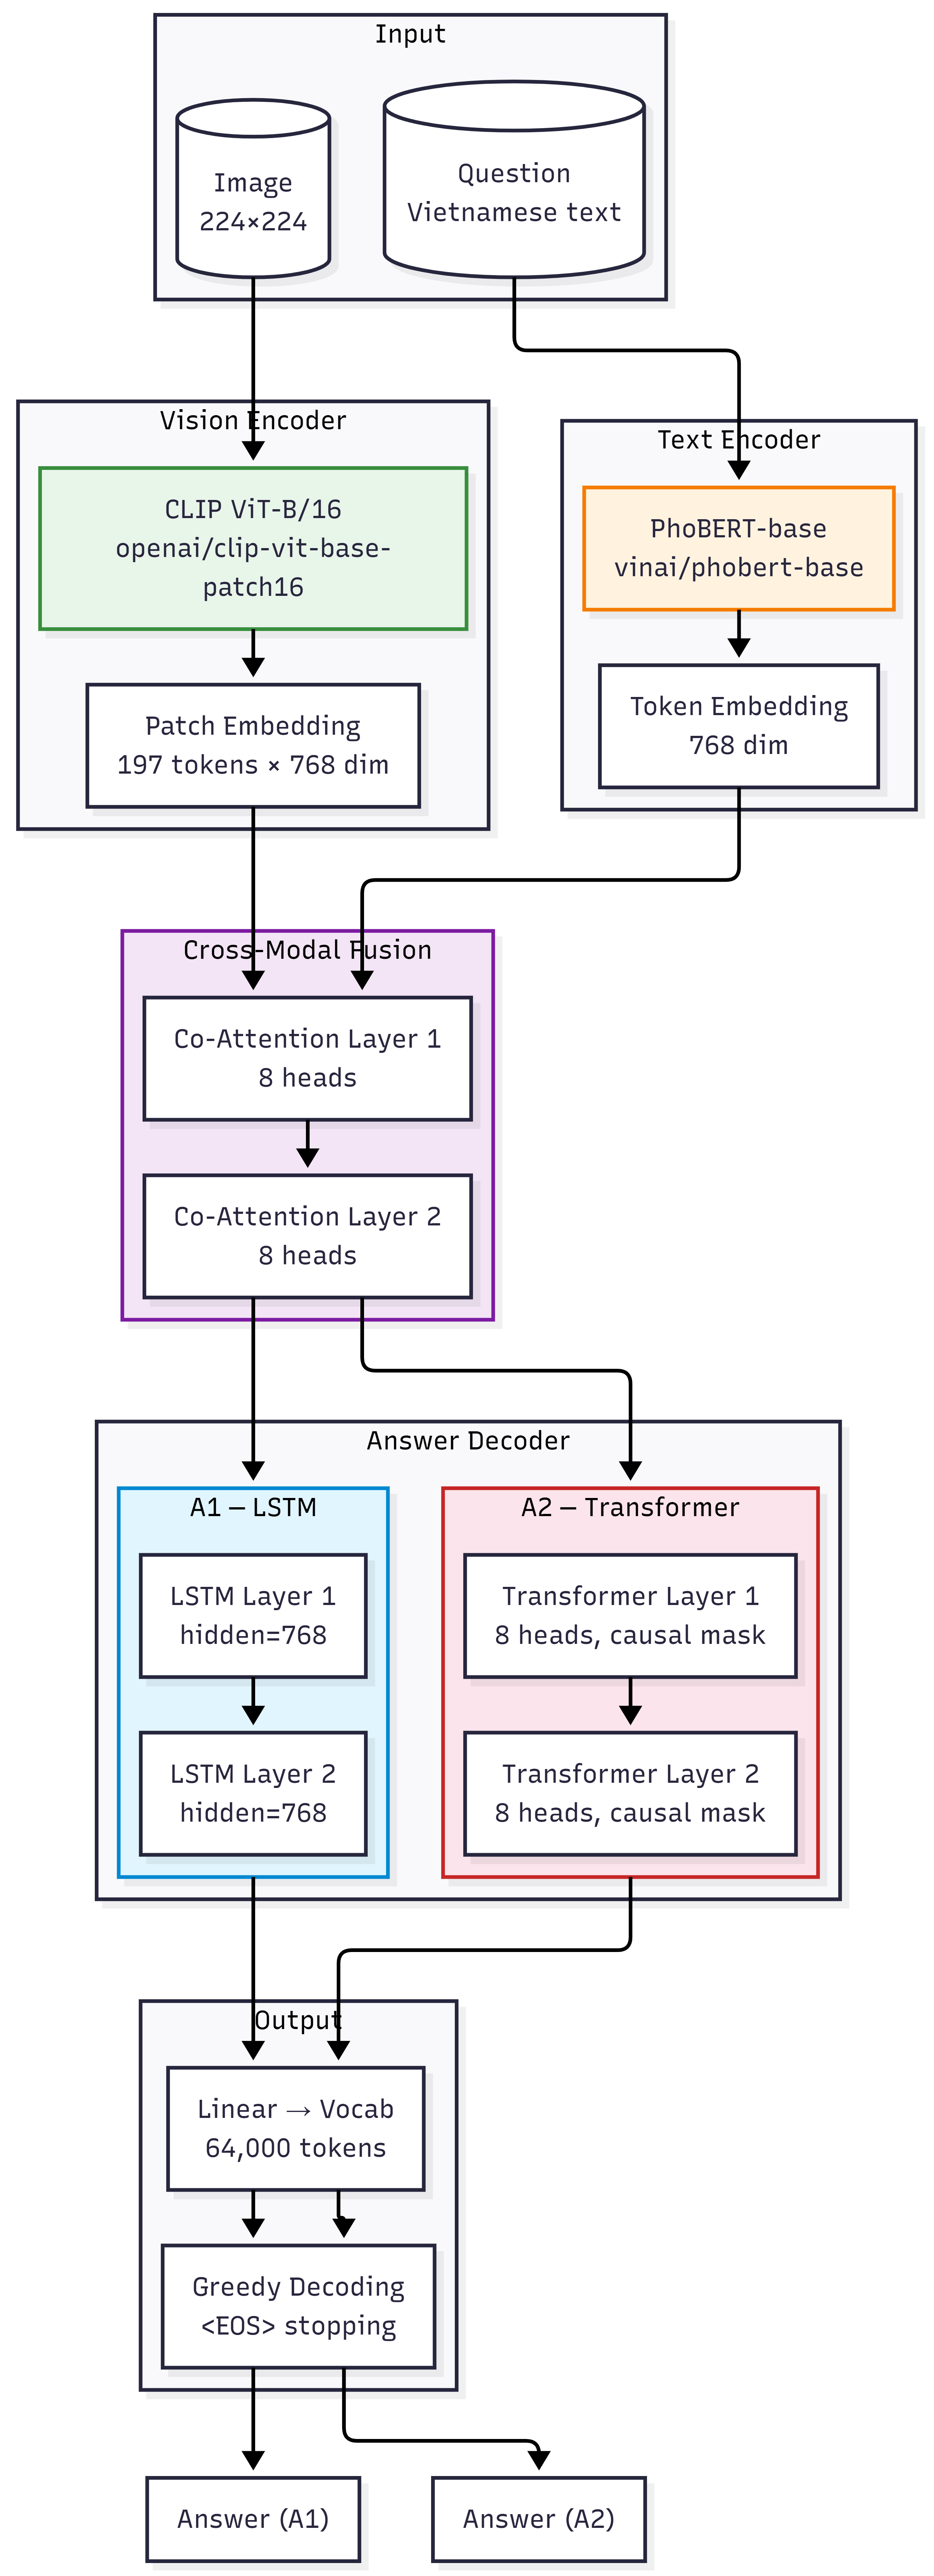 Input
Image
224×224
Question
Vietnamese text
Vision Encoder
CLIP ViT-B/16
openai/clip-vit-base-
patch16
Patch Embedding
197 tokens × 768 dim
Text Encoder
PhoBERT-base
vinai/phobert-base
Token Embedding
768 dim
Cross-Modal Fusion
Co-Attention Layer 1
8 heads
Co-Attention Layer 2
8 heads
Answer Decoder
A1 – LSTM
LSTM Layer 1
hidden=768
LSTM Layer 2
hidden=768
A2 – Transformer
Transformer Layer 1
8 heads, causal mask
Transformer Layer 2
8 heads, causal mask
Output
Linear → Vocab
64,000 tokens
Greedy Decoding
<EOS> stopping
Answer (A1)
Answer (A2)